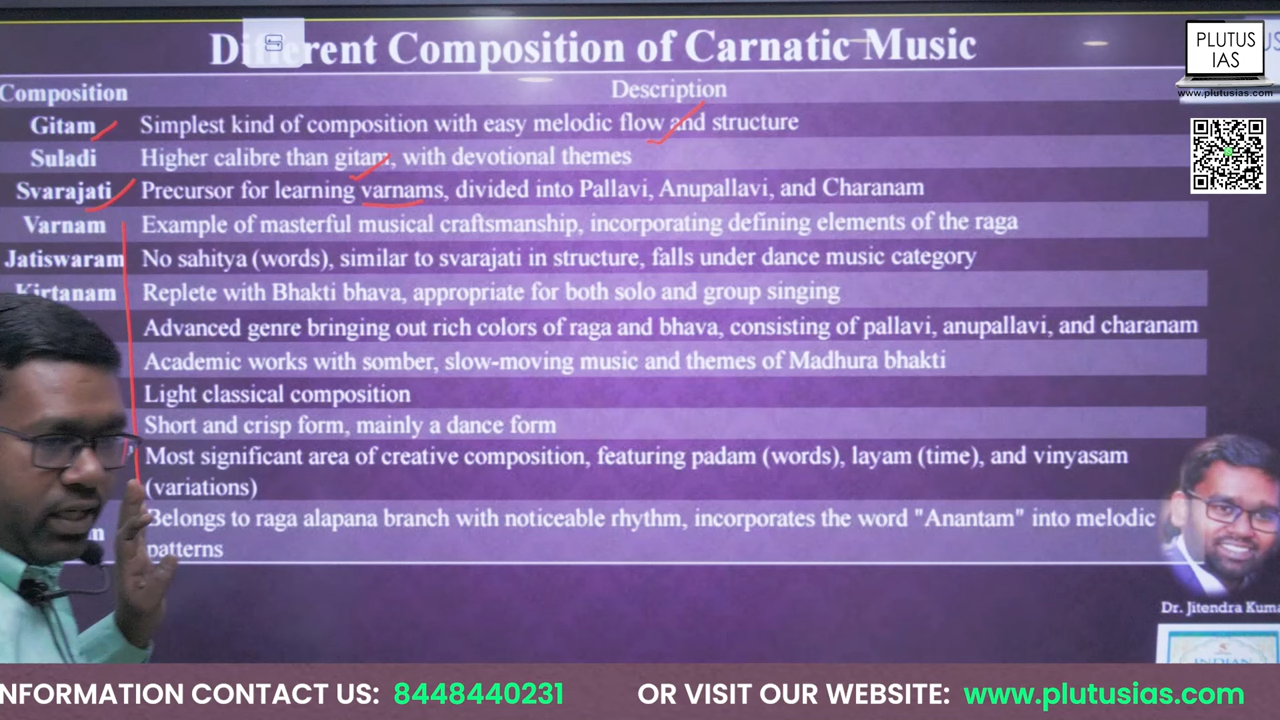 Different Composition of Carnatic Music
Composition Description
Gitam Simplest kind of composition with easy melodic flow and structure
Suladi Higher calibre than gitam, with devotional themes
Svarajati Precursor for learning varnams, divided into Pallavi, Anupallavi, and Charanam
Varnam Example of masterful musical craftsmanship, incorporating defining elements of the raga
Jatiswaram No sahitya (words), similar to svarajati in structure, falls under dance music category
Kirtanam Replete with Bhakti bhava, appropriate for both solo and group singing
Advanced genre bringing out rich colors of raga and bhava, consisting of pallavi, anupallavi, and charanam
Academic works with somber, slow-moving music and themes of Madhura bhakti
Light classical composition
Short and crisp form, mainly a dance form
Most significant area of creative composition, featuring padam (words), layam (time), and vinyasam
(variations)
Belongs to raga alapana branch with noticeable rhythm, incorporates the word "Anantam" into melodic
patterns
PLUTUS
IAS
www.plutusias.com
Dr. Jitendra Kuma
INDIAN
NFORMATION CONTACT US: 8448440231 OR VISIT OUR WEBSITE: www.plutusias.com